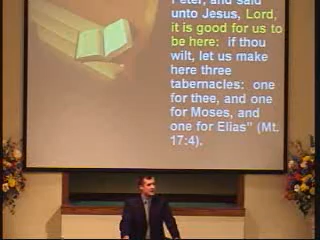 Peter, and said
unto Jesus, Lord,
it is good for us to
be here: if thou
wilt, let us make
here three
tabernacles: one
for thee, and one
for Moses, and
one for Elias" (Mt.
17:4).